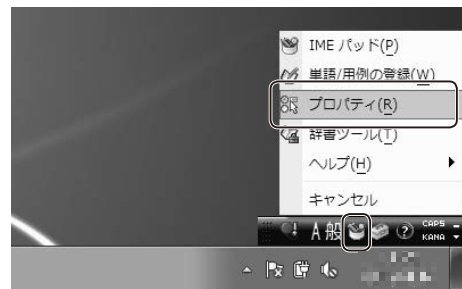 IME パッド(P)
単語/用例の登録(W)
プロパティ(R)
辞書ツール(T)
ヘルプ(H)
キャンセル
A 般 CAPS
KANA